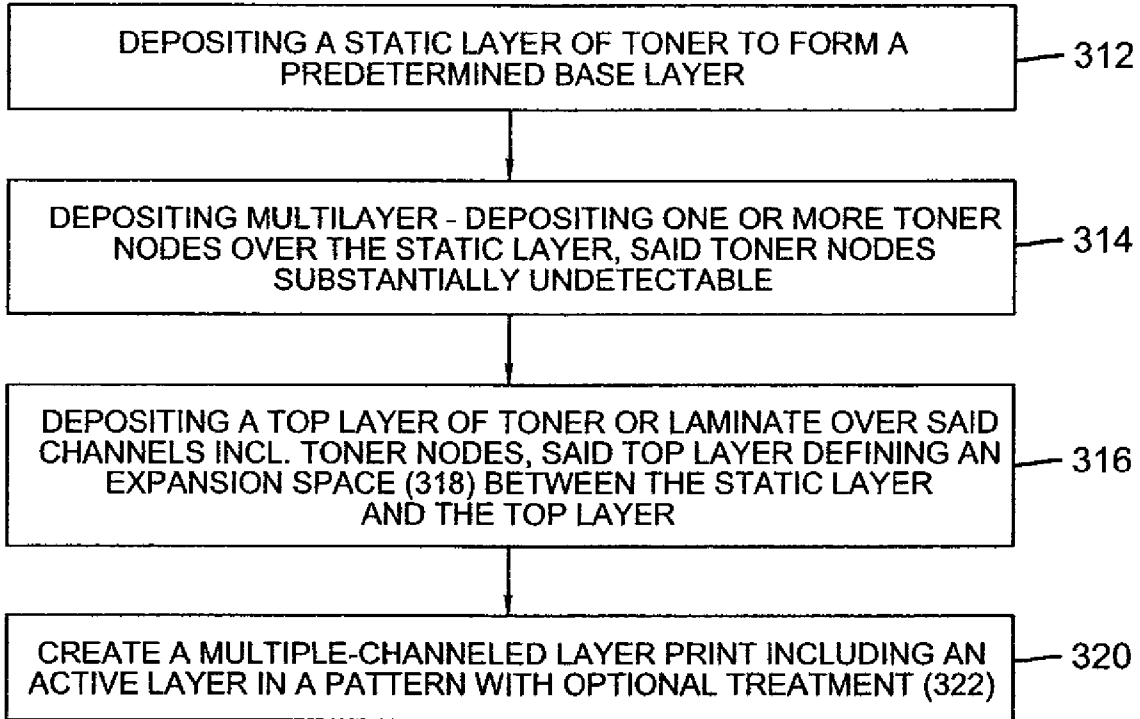 DEPOSITING A STATIC LAYER OF TONER TO FORM A
PREDETERMINED BASE LAYER
312
DEPOSITING MULTILAYER - DEPOSITING ONE OR MORE TONER
NODES OVER THE STATIC LAYER, SAID TONER NODES
SUBSTANTIALLY UNDETECTABLE
314
DEPOSITING A TOP LAYER OF TONER OR LAMINATE OVER SAID
CHANNELS INCL. TONER NODES, SAID TOP LAYER DEFINING AN
EXPANSION SPACE (318) BETWEEN THE STATIC LAYER
AND THE TOP LAYER
316
CREATE A MULTIPLE-CHANNELED LAYER PRINT INCLUDING AN
ACTIVE LAYER IN A PATTERN WITH OPTIONAL TREATMENT (322)
320